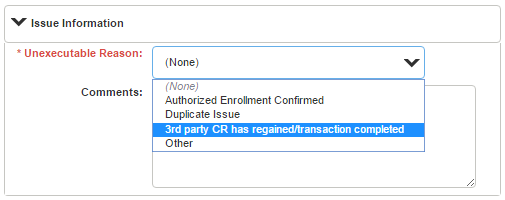 Issue Information
* Unexecutable Reason:
(None)
(None)
Authorized Enrollment Confirmed
Comments:
Duplicate Issue
3rd party CR has regained/transaction completed
Other